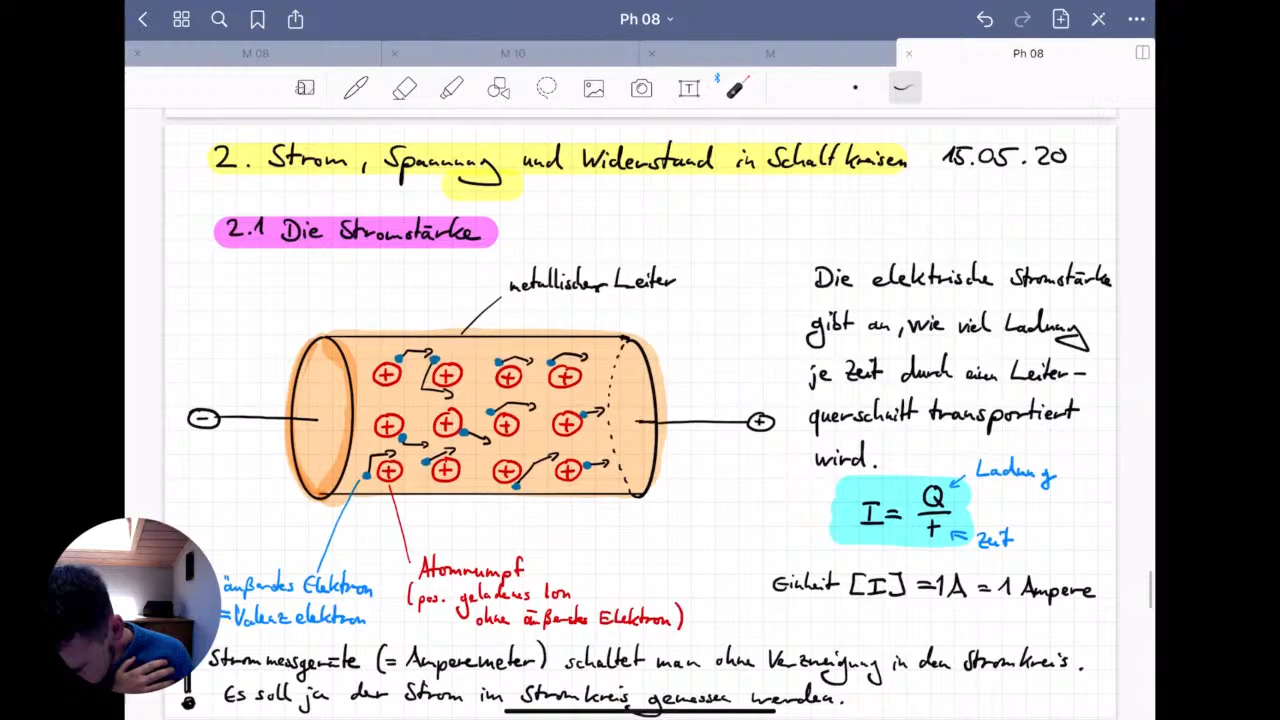 Ph 08
M 08
M 10
M
Ph 08
2. Strom, Spannung und Widerstand in Schaltkreisen 15.05.20
2.1 Die Stromstärke
metallischer Leiter
Die elektrische Stromstärke
gibt an, wie viel Ladung
je Zeit durch einen Leiter-
querschnitt transportiert
wird.
Ladung
I = Q/t
Zeit
Einheit [I] = 1A = 1 Ampere
äußerstes Elektron
= Valenzelektron
Atomrumpf
(pos. geladenes Ion
ohne äußerstes Elektron)
Strommessgeräte (= Amperemeter) schaltet man ohne Verzweigung in den Stromkreis.
! Es soll ja der Strom im Stromkreis gemessen werden.